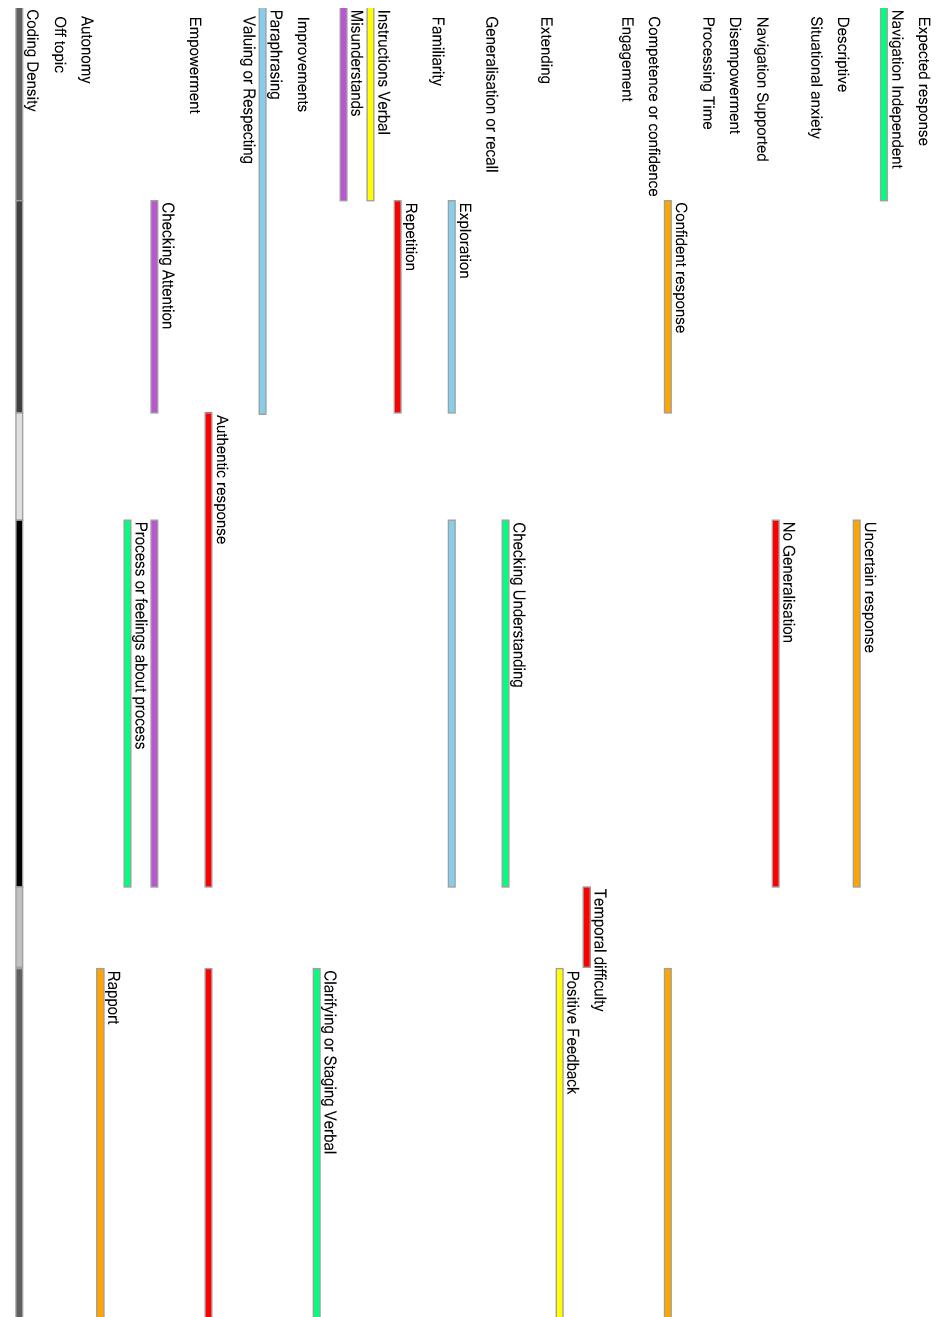 Expected response
Navigation Independent
Uncertain response
Descriptive
Situational anxiety
No Generalisation
Navigation Supported
Disempowerment
Processing Time
Confident response
Competence or confidence
Engagement
Temporal difficulty
Positive Feedback
Extending
Checking Understanding
Generalisation or recall
Exploration
Familiarity
Repetition
Instructions Verbal
Misunderstands
Clarifying or Staging Verbal
Improvements
Paraphrasing
Valuing or Respecting
Authentic response
Empowerment
Checking Attention
Process or feelings about process
Rapport
Autonomy
Off topic
Coding Density